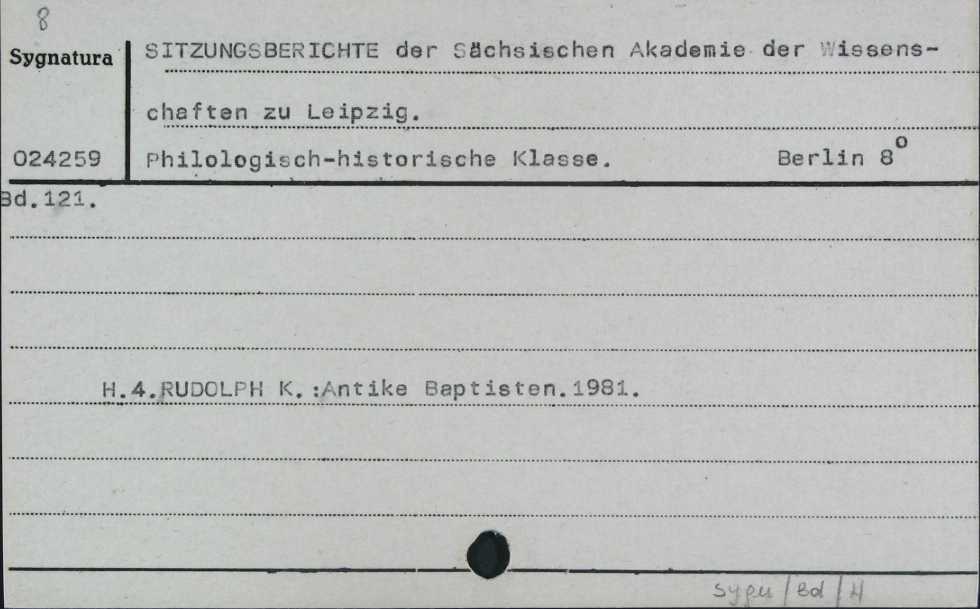 8
Sygnatura
SITZUNGSBERICHTE der Sächsischen Akademie der Wissens-
chaften zu Leipzig.
024259
Philologisch-historische Klasse. Berlin 8°
Bd.121.
H.4.RUDOLPH K.:Antike Baptisten.1981.
sygn/Bd/H